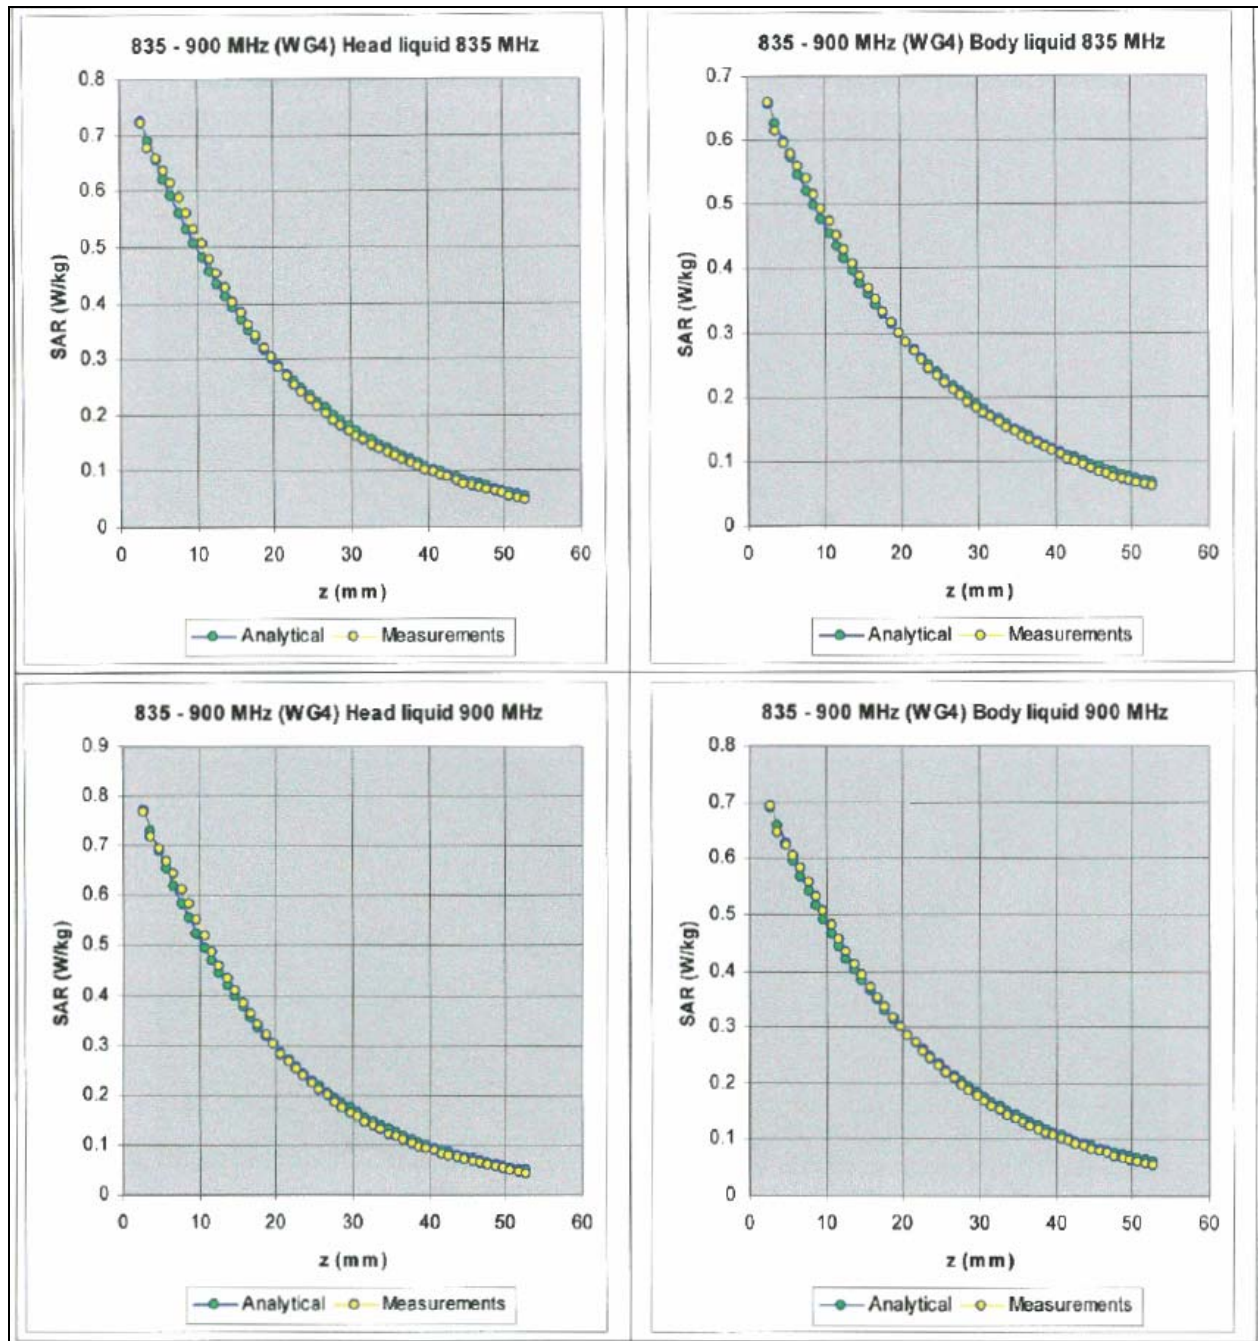 835 - 900 MHz (WG4) Head liquid 835 MHz
0.8
0.7
0.6
0.5
0.4
0.3
0.2
0.1
0
SAR (W/kg)
0 10 20 30 40 50 60
z (mm)
Analytical Measurements
835 - 900 MHz (WG4) Body liquid 835 MHz
0.7
0.6
0.5
0.4
0.3
0.2
0.1
0
SAR (W/kg)
0 10 20 30 40 50 60
z (mm)
Analytical Measurements
835 - 900 MHz (WG4) Head liquid 900 MHz
0.9
0.8
0.7
0.6
0.5
0.4
0.3
0.2
0.1
0
SAR (W/kg)
0 10 20 30 40 50 60
z (mm)
Analytical Measurements
835 - 900 MHz (WG4) Body liquid 900 MHz
0.8
0.7
0.6
0.5
0.4
0.3
0.2
0.1
0
SAR (W/kg)
0 10 20 30 40 50 60
z (mm)
Analytical Measurements